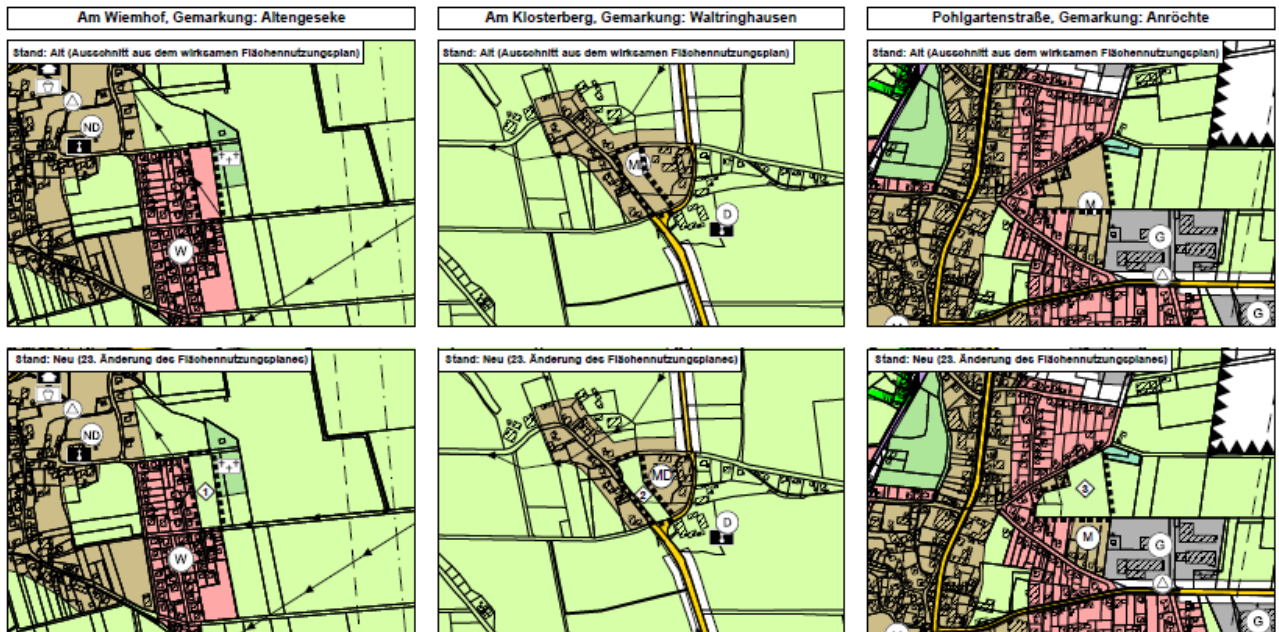 Am Wiemhof, Gemarkung: Altengeseke
Am Klosterberg, Gemarkung: Waltringhausen
Pohlgartenstraße, Gemarkung: Anröchte
Stand: Alt (Ausschnitt aus dem wirksamen Flächennutzungsplan)
Stand: Alt (Ausschnitt aus dem wirksamen Flächennutzungsplan)
Stand: Alt (Ausschnitt aus dem wirksamen Flächennutzungsplan)
ND
W
D
M
G
G
Stand: Neu (23. Änderung des Flächennutzungsplanes)
Stand: Neu (23. Änderung des Flächennutzungsplanes)
Stand: Neu (23. Änderung des Flächennutzungsplanes)
ND
1
W
MD
2
D
3
M
G
G